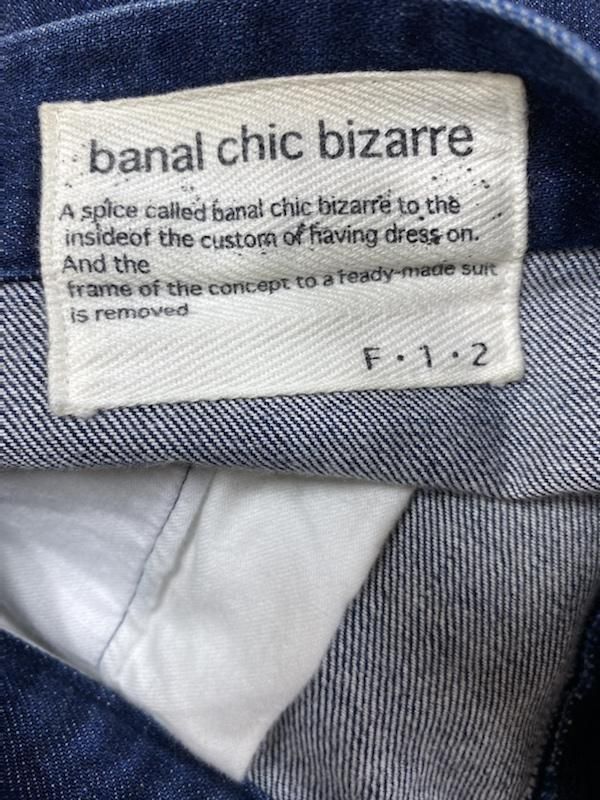 banal chic bizarre
A spice called banal chic bizarre to the
insideof the custom of having dress on.
And the
frame of the concept to a ready-made suit
is removed
F・1・2